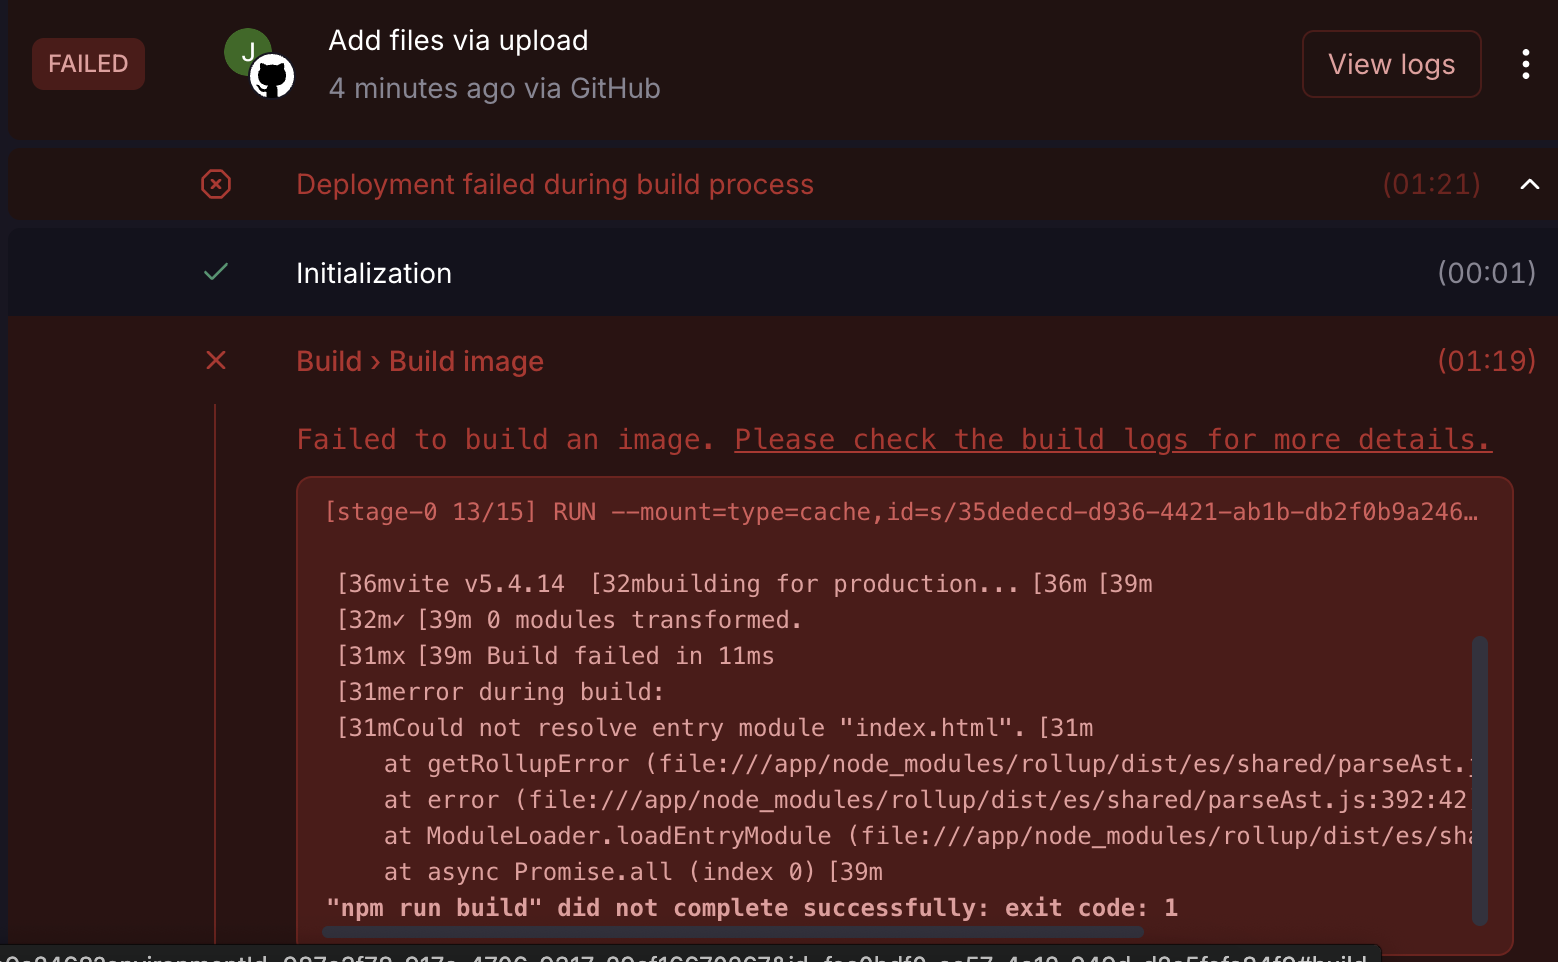 FAILED
J
Add files via upload
4 minutes ago via GitHub
View logs
Deployment failed during build process
(01:21)
Initialization
(00:01)
Build › Build image
(01:19)
Failed to build an image. Please check the build logs for more details.
[stage-0 13/15] RUN --mount=type=cache,id=s/35dedecd-d936-4421-ab1b-db2f0b9a246…
[36mvite v5.4.14 [32mbuilding for production... [36m [39m
[32m✓ [39m 0 modules transformed.
[31mx [39m Build failed in 11ms
[31merror during build:
[31mCould not resolve entry module "index.html". [31m
at getRollupError (file:///app/node_modules/rollup/dist/es/shared/parseAst.j
at error (file:///app/node_modules/rollup/dist/es/shared/parseAst.js:392:42
at ModuleLoader.loadEntryModule (file:///app/node_modules/rollup/dist/es/sha
at async Promise.all (index 0) [39m
"npm run build" did not complete successfully: exit code: 1